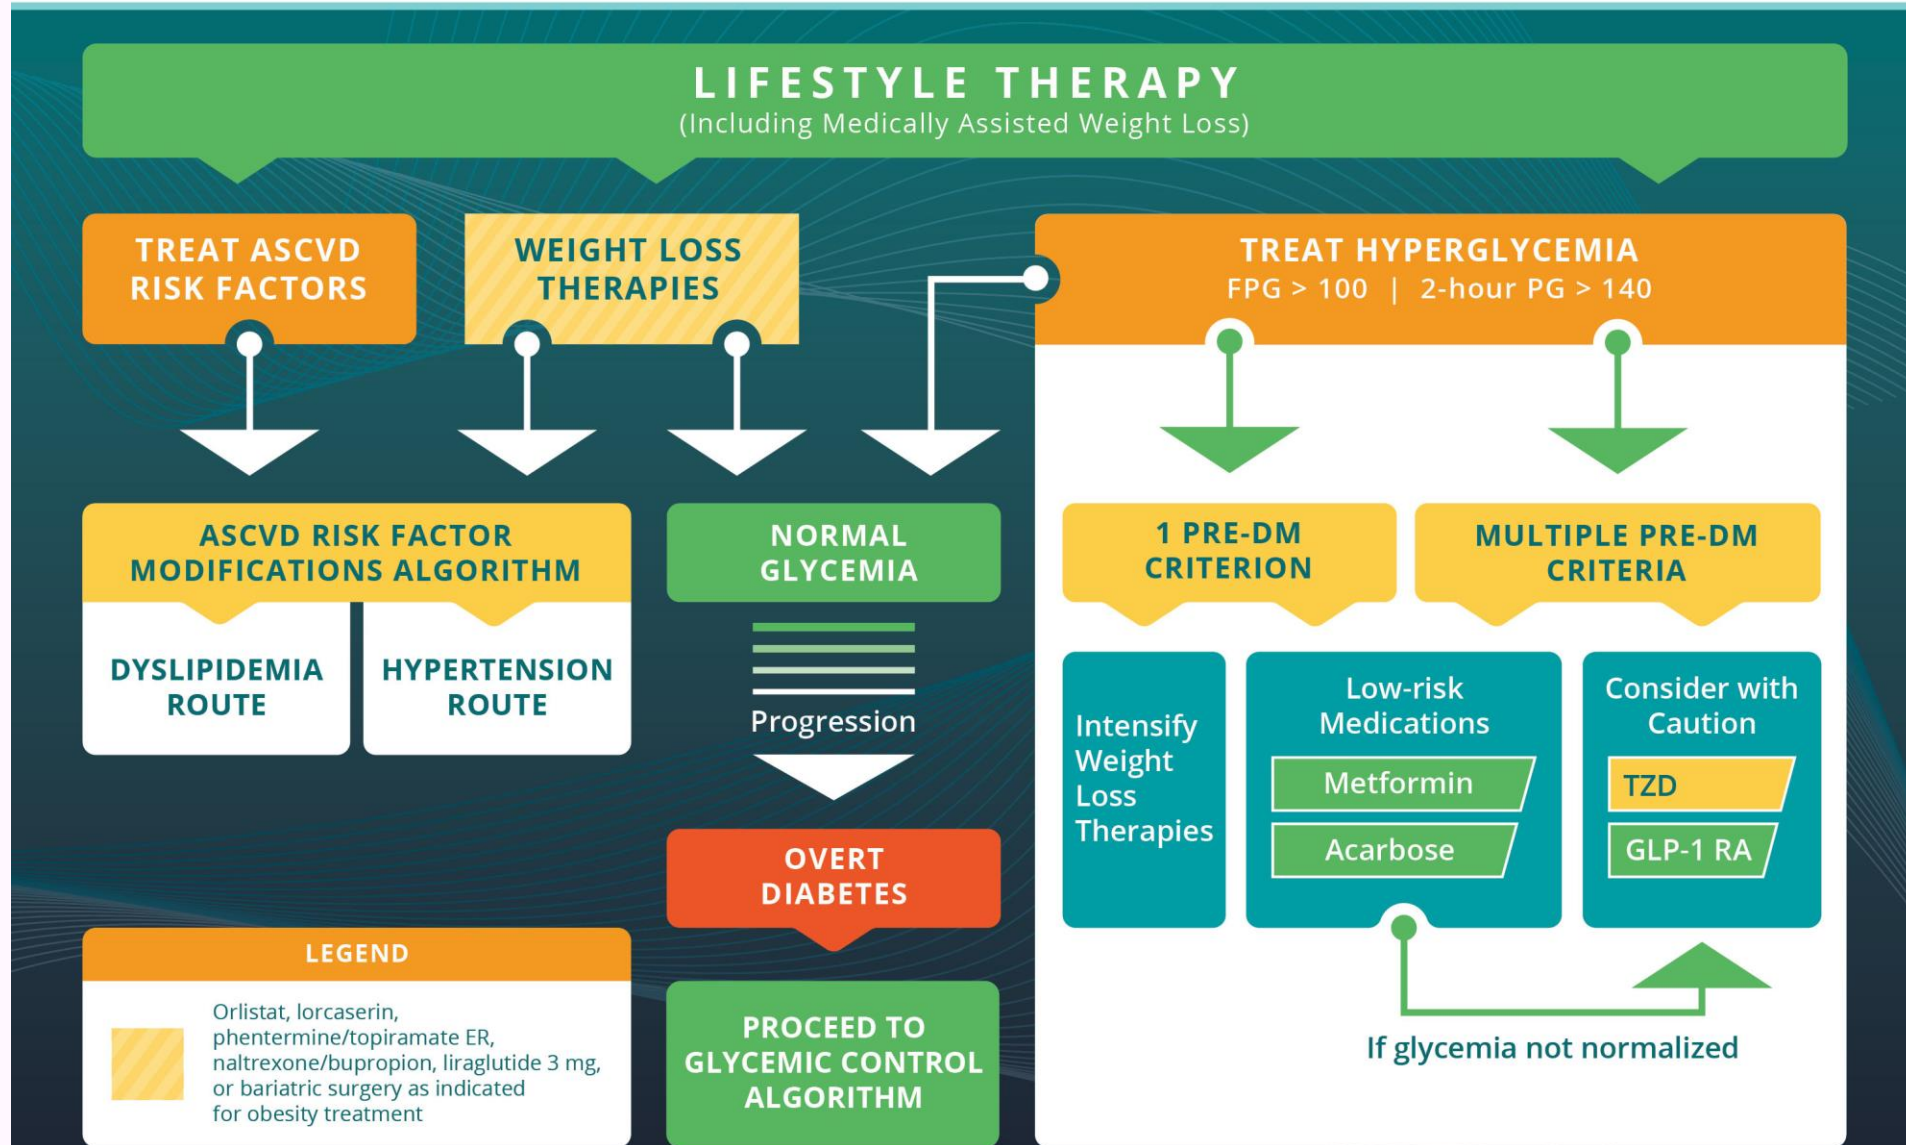 LIFESTYLE THERAPY
(Including Medically Assisted Weight Loss)
TREAT ASCVD
RISK FACTORS
WEIGHT LOSS
THERAPIES
TREAT HYPERGLYCEMIA
FPG > 100 | 2-hour PG > 140
ASCVD RISK FACTOR
MODIFICATIONS ALGORITHM
DYSLIPIDEMIA
ROUTE
HYPERTENSION
ROUTE
NORMAL
GLYCEMIA
Progression
OVERT
DIABETES
PROCEED TO
GLYCEMIC CONTROL
ALGORITHM
1 PRE-DM
CRITERION
MULTIPLE PRE-DM
CRITERIA
Intensify
Weight
Loss
Therapies
Low-risk
Medications
Metformin
Acarbose
Consider with
Caution
TZD
GLP-1 RA
If glycemia not normalized
LEGEND
Orlistat, lorcaserin,
phentermine/topiramate ER,
naltrexone/bupropion, liraglutide 3 mg,
or bariatric surgery as indicated
for obesity treatment